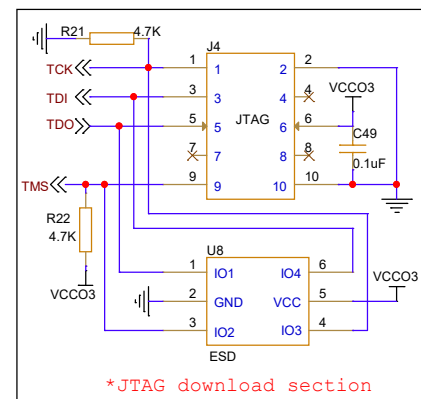 R21 4.7K
J4
TCK 1 1 2 2
VCCO3
TDI 3 3 4 4
TDO 5 5 6 6
JTAG
C49
7 7 8 8
0.1uF
TMS 9 9 10 10
R22
4.7K
U8
VCCO3
1 IO1 IO4 6
VCCO3
2 GND VCC 5
3 IO2 IO3 4
ESD
*JTAG download section